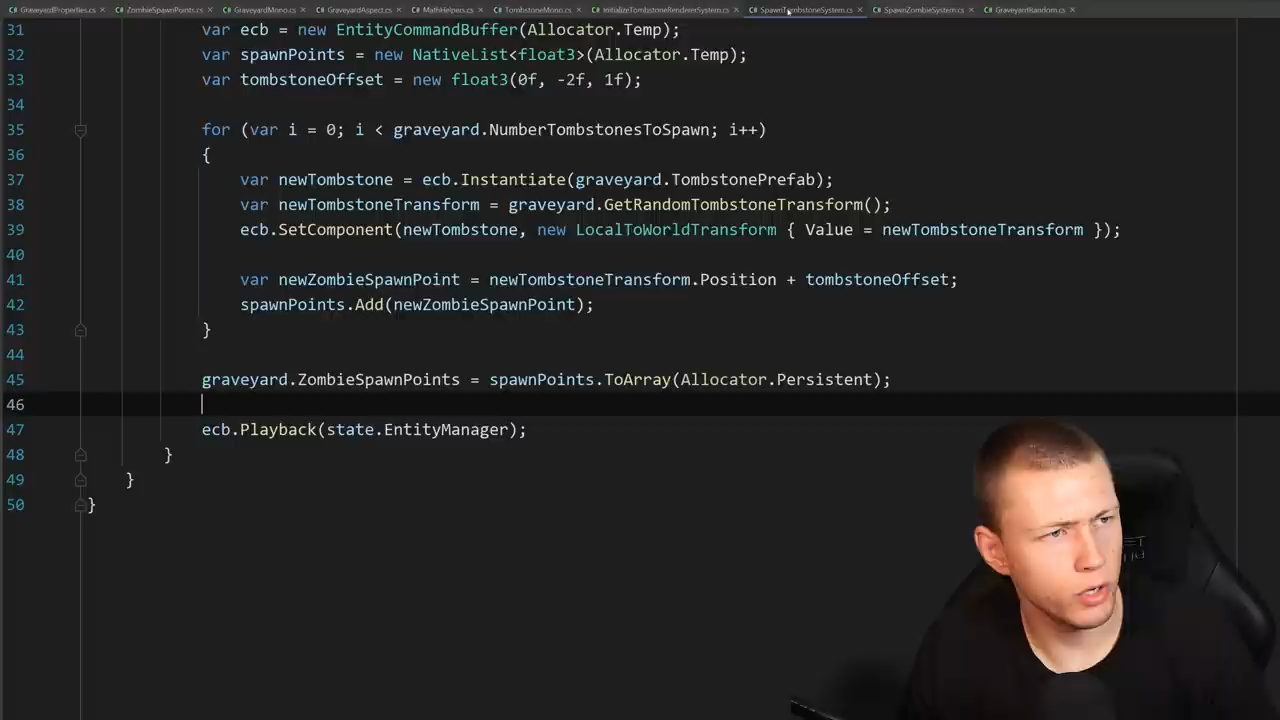 GraveyardProperties.cs × ZombieSpawnPoints.cs × GraveyardMono.cs × GraveyardAspect.cs × MathHelpers.cs × TombstoneMono.cs × InitializeTombstoneRendererSystem.cs × SpawnTombstoneSystem.cs × SpawnZombieSystem.cs × GraveyardRandom.cs ×
31 var ecb = new EntityCommandBuffer(Allocator.Temp);
32 var spawnPoints = new NativeList<float3>(Allocator.Temp);
33 var tombstoneOffset = new float3(0f, -2f, 1f);
34
35 for (var i = 0; i < graveyard.NumberTombstonesToSpawn; i++)
36 {
37 var newTombstone = ecb.Instantiate(graveyard.TombstonePrefab);
38 var newTombstoneTransform = graveyard.GetRandomTombstoneTransform();
39 ecb.SetComponent(newTombstone, new LocalToWorldTransform { Value = newTombstoneTransform });
40
41 var newZombieSpawnPoint = newTombstoneTransform.Position + tombstoneOffset;
42 spawnPoints.Add(newZombieSpawnPoint);
43 }
44
45 graveyard.ZombieSpawnPoints = spawnPoints.ToArray(Allocator.Persistent);
46
47 ecb.Playback(state.EntityManager);
48 }
49 }
50 }